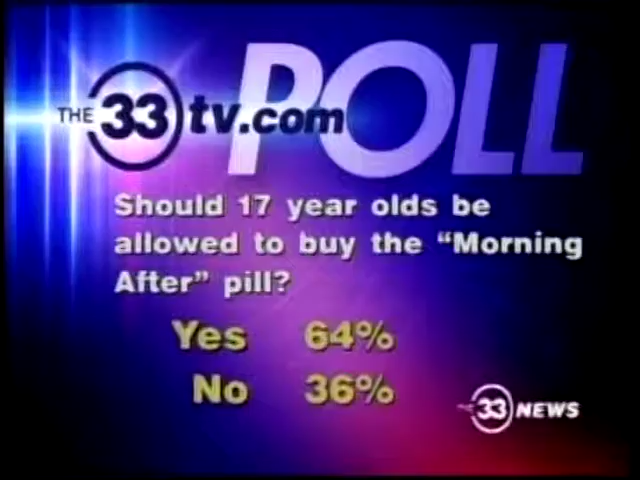 POLL
THE 33 tv.com
Should 17 year olds be
allowed to buy the “Morning
After” pill?
Yes 64%
No 36%
THE 33 NEWS